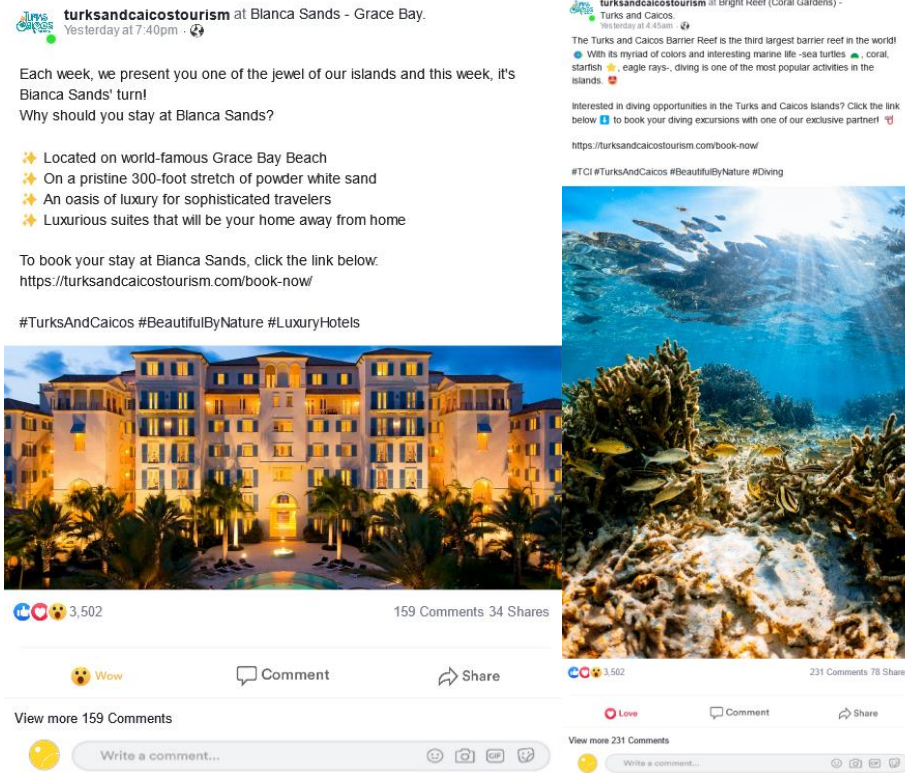 turksandcaicostourism at Blanca Sands - Grace Bay.
Yesterday at 7:40pm
Each week, we present you one of the jewel of our islands and this week, it's
Bianca Sands' turn!
Why should you stay at Blanca Sands?
Located on world-famous Grace Bay Beach
On a pristine 300-foot stretch of powder white sand
An oasis of luxury for sophisticated travelers
Luxurious suites that will be your home away from home
To book your stay at Bianca Sands, click the link below:
https://turksandcaicostourism.com/book-now/
#TurksAndCaicos #BeautifulByNature #LuxuryHotels
3,502
159 Comments 34 Shares
Wow
Comment
Share
View more 159 Comments
Write a comment...
GIF
turksandcaicostourism at Bright Reef (Coral Gardens) -
Turks and Caicos.
Yesterday at 4:45am
The Turks and Caicos Barrier Reef is the third largest barrier reef in the world!
With its myriad of colors and interesting marine life -sea turtles , coral,
starfish , eagle rays-, diving is one of the most popular activities in the
islands.
Interested in diving opportunities in the Turks and Caicos Islands? Click the link
below to book your diving excursions with one of our exclusive partner!
https://turksandcaicostourism.com/book-now/
#TCI #TurksAndCaicos #BeautifulByNature #Diving
3,502
231 Comments 78 Share
Love
Comment
Share
View more 231 Comments
Write a comment...
GIF